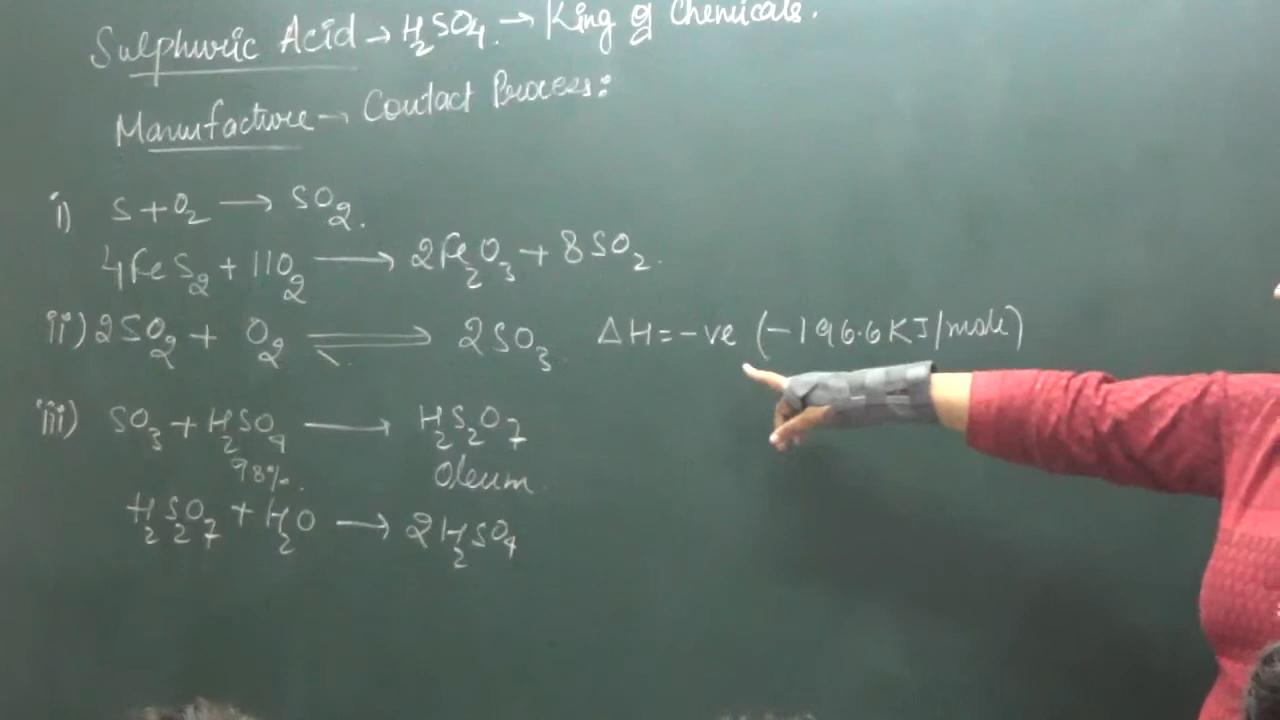 Sulphuric Acid → H₂SO₄. → King of Chemicals.
Manufacture → Contact Process:
i) S + O₂ ⟶ SO₂.
4FeS₂ + 11O₂ ⟶ 2Fe₂O₃ + 8SO₂.
ii) 2SO₂ + O₂ ⇌ 2SO₃ ΔH = -ve (-196.6 KJ/mole)
iii) SO₃ + H₂SO₄ ⟶ H₂S₂O₇
98%. Oleum
H₂S₂O₇ + H₂O ⟶ 2H₂SO₄